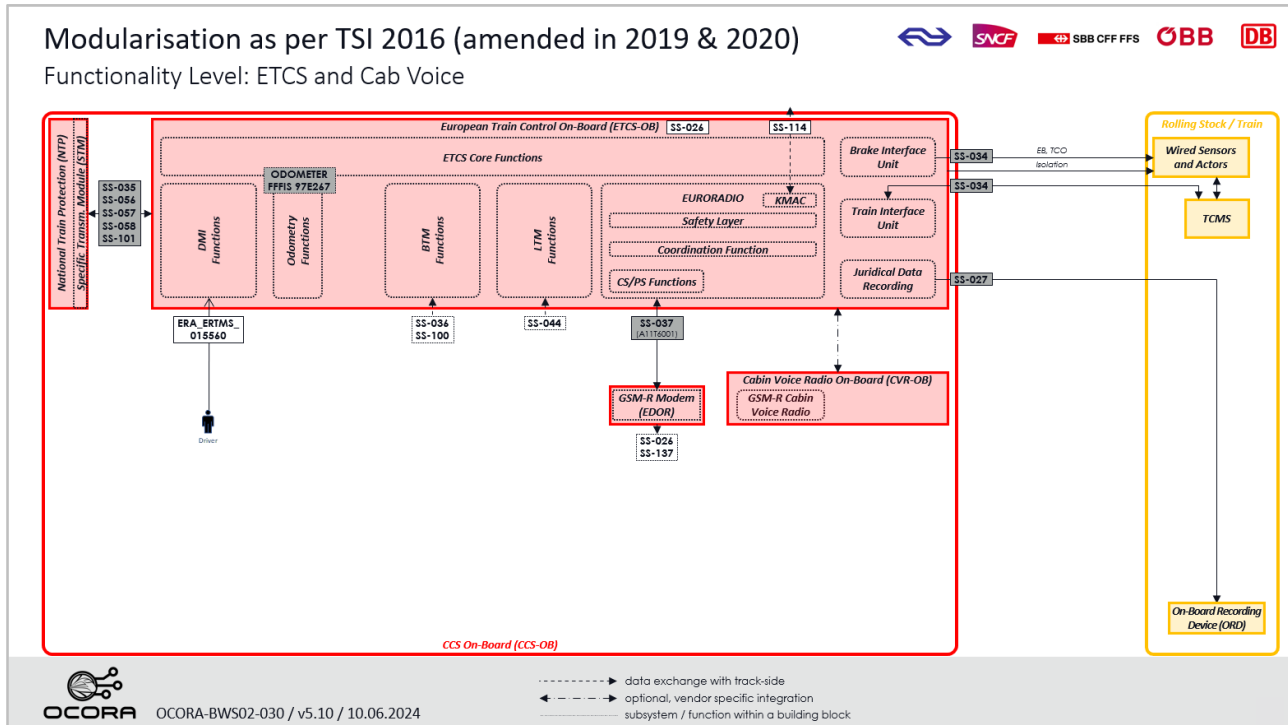 Modularisation as per TSI 2016 (amended in 2019 & 2020)
Functionality Level: ETCS and Cab Voice
SNCF
SBB CFF FFS
ÖBB
DB
European Train Control On-Board (ETCS-OB)
SS-026
SS-114
Rolling Stock / Train
National Train Protection (NTP)
Specific Transm. Module (STM)
SS-035
SS-056
SS-057
SS-058
SS-101
ETCS Core Functions
ODOMETER
FFFIS 97E267
DMI
Functions
Odometry
Functions
BTM
Functions
LTM
Functions
EURORADIO
KMAC
Safety Layer
Coordination Function
CS/PS Functions
Brake Interface
Unit
Train Interface
Unit
Juridical Data
Recording
SS-034
EB, TCO
Isolation
SS-034
SS-027
Wired Sensors
and Actors
TCMS
ERA_ERTMS_
015560
SS-036
SS-100
SS-044
SS-037
(A11T6001)
Driver
GSM-R Modem
(EDOR)
SS-026
SS-137
Cabin Voice Radio On-Board (CVR-OB)
GSM-R Cabin
Voice Radio
On-Board Recording
Device (ORD)
CCS On-Board (CCS-OB)
OCORA
OCORA-BWS02-030 / v5.10 / 10.06.2024
data exchange with track-side
optional, vendor specific integration
subsystem / function within a building block